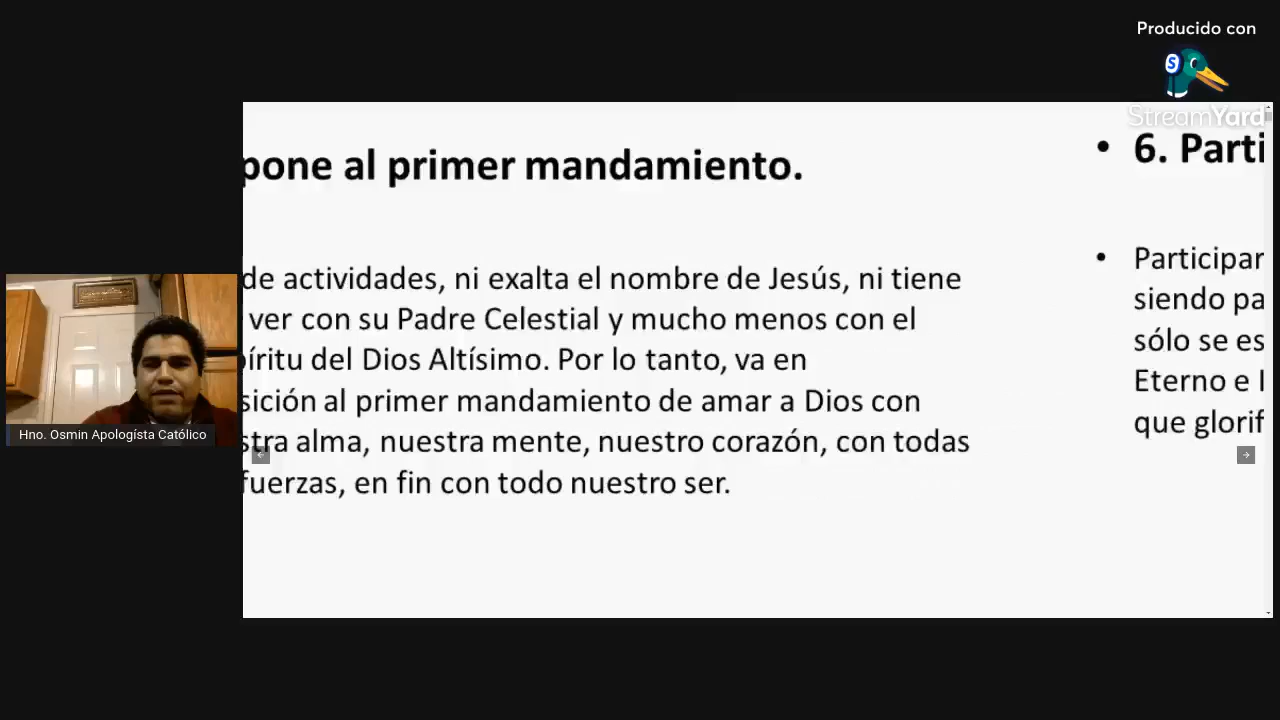 Producido con
StreamYard
pone al primer mandamiento.
de actividades, ni exalta el nombre de Jesús, ni tiene
ver con su Padre Celestial y mucho menos con el
píritu del Dios Altísimo. Por lo tanto, va en
sición al primer mandamiento de amar a Dios con
stra alma, nuestra mente, nuestro corazón, con todas
fuerzas, en fin con todo nuestro ser.
• 6. Parti
• Participar
siendo pa
sólo se es
Eterno e I
que glorif
Hno. Osmin Apologísta Católico